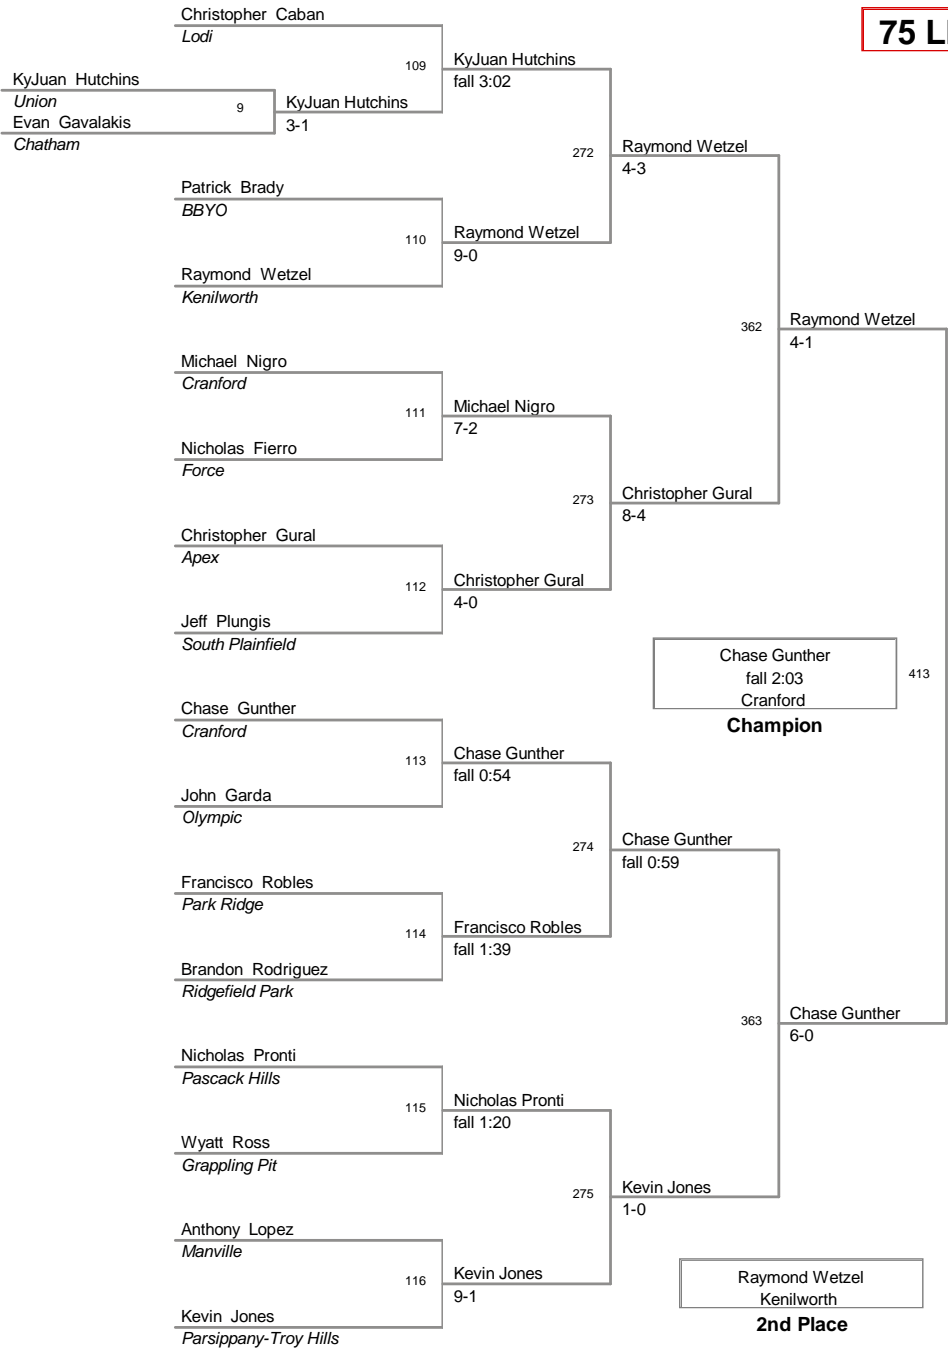 Christopher Caban
Lodi
75 L
109
KyJuan Hutchins
fall 3:02
KyJuan Hutchins
Union
9
KyJuan Hutchins
3-1
Evan Gavalakis
Chatham
272
Raymond Wetzel
4-3
Patrick Brady
BBYO
110
Raymond Wetzel
9-0
Raymond Wetzel
Kenilworth
362
Raymond Wetzel
4-1
Michael Nigro
Cranford
111
Michael Nigro
7-2
Nicholas Fierro
Force
273
Christopher Gural
8-4
Christopher Gural
Apex
112
Christopher Gural
4-0
Jeff Plungis
South Plainfield
Chase Gunther
fall 2:03
Cranford
413
Champion
Chase Gunther
Cranford
113
Chase Gunther
fall 0:54
John Garda
Olympic
274
Chase Gunther
fall 0:59
Francisco Robles
Park Ridge
114
Francisco Robles
fall 1:39
Brandon Rodriguez
Ridgefield Park
363
Chase Gunther
6-0
Nicholas Pronti
Pascack Hills
115
Nicholas Pronti
fall 1:20
Wyatt Ross
Grappling Pit
275
Kevin Jones
1-0
Anthony Lopez
Manville
116
Kevin Jones
9-1
Kevin Jones
Parsippany-Troy Hills
Raymond Wetzel
Kenilworth
2nd Place